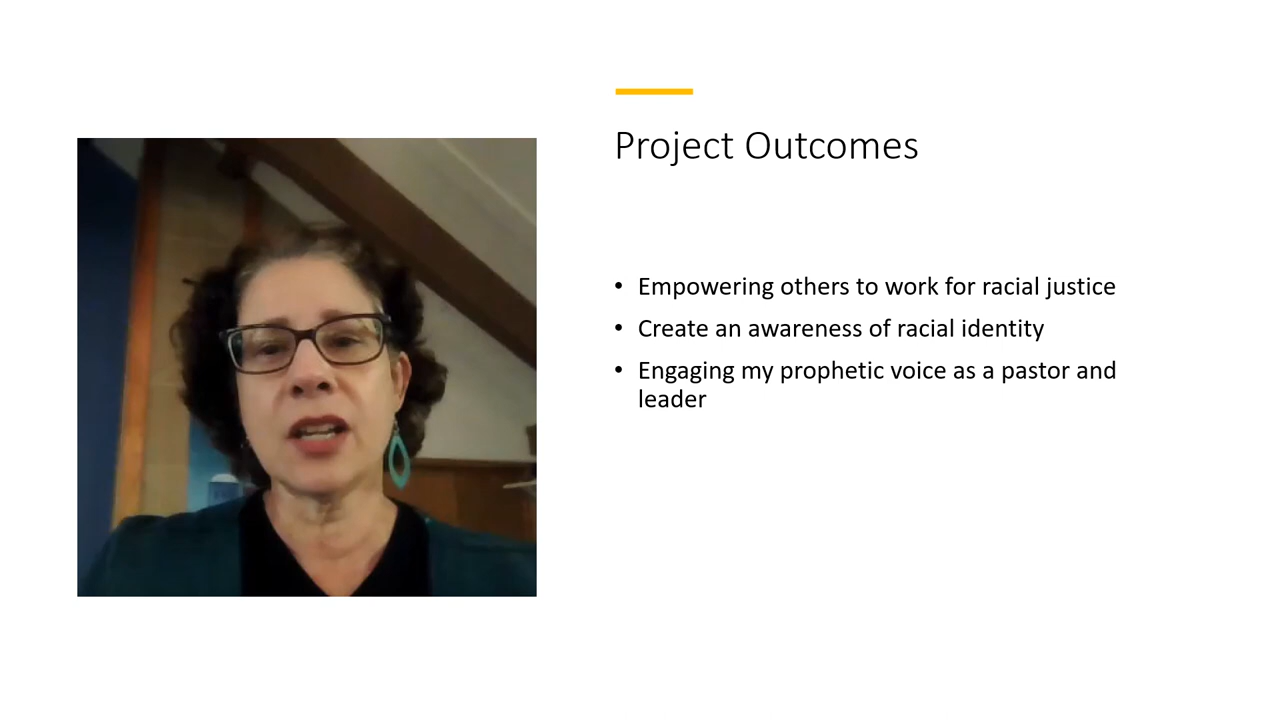 Project Outcomes
• Empowering others to work for racial justice
• Create an awareness of racial identity
• Engaging my prophetic voice as a pastor and
leader